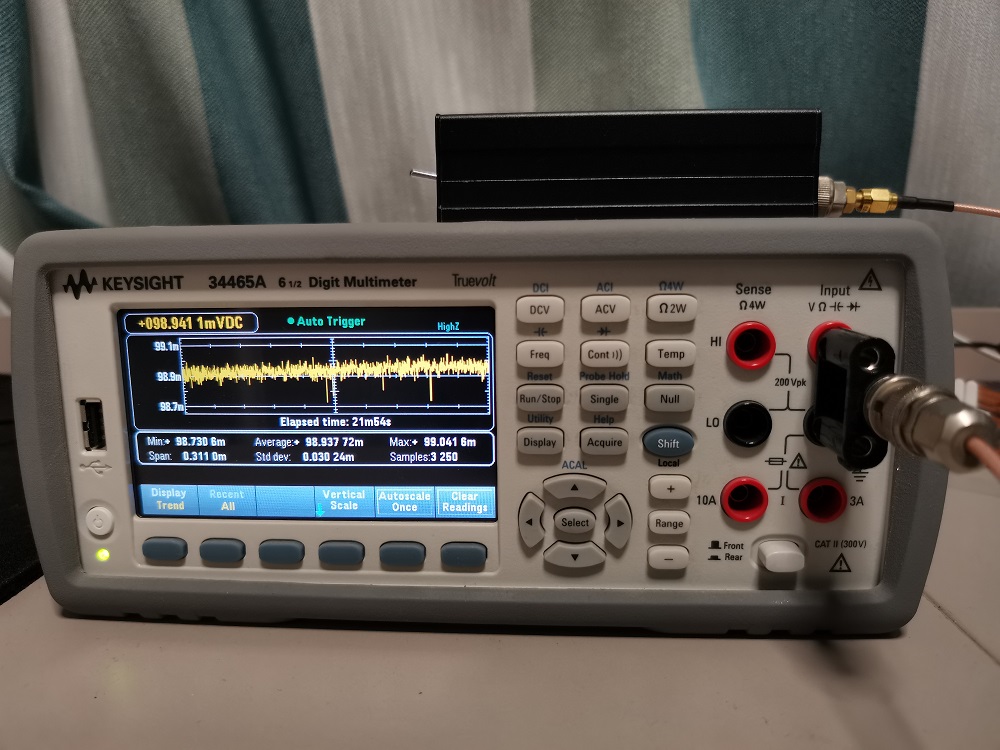 KEYSIGHT 34465A 6 1/2 Digit Multimeter Truevolt
+098.941 1mVDC Auto Trigger HighZ
99.1m
98.9m
98.7m
Elapsed time: 21m54s
Min:+ 98.730 6m Average:+ 98.937 72m Max:+ 99.041 6m
Span: 0.311 0m Std dev: 0.030 24m Samples:3 250
Display Trend
Recent All
Vertical Scale
Autoscale Once
Clear Readings
DCI ACI Ω4W
DCV ACV Ω2W
Freq Cont Temp
Reset Probe Hold Math
Run/Stop Single Null
Utility Help
Display Acquire Shift
Local
ACAL
Select
+
Range
−
Sense Input
Ω4W VΩ
HI
200 Vpk
LO
10A I 3A
Front
Rear
CAT II (300V)